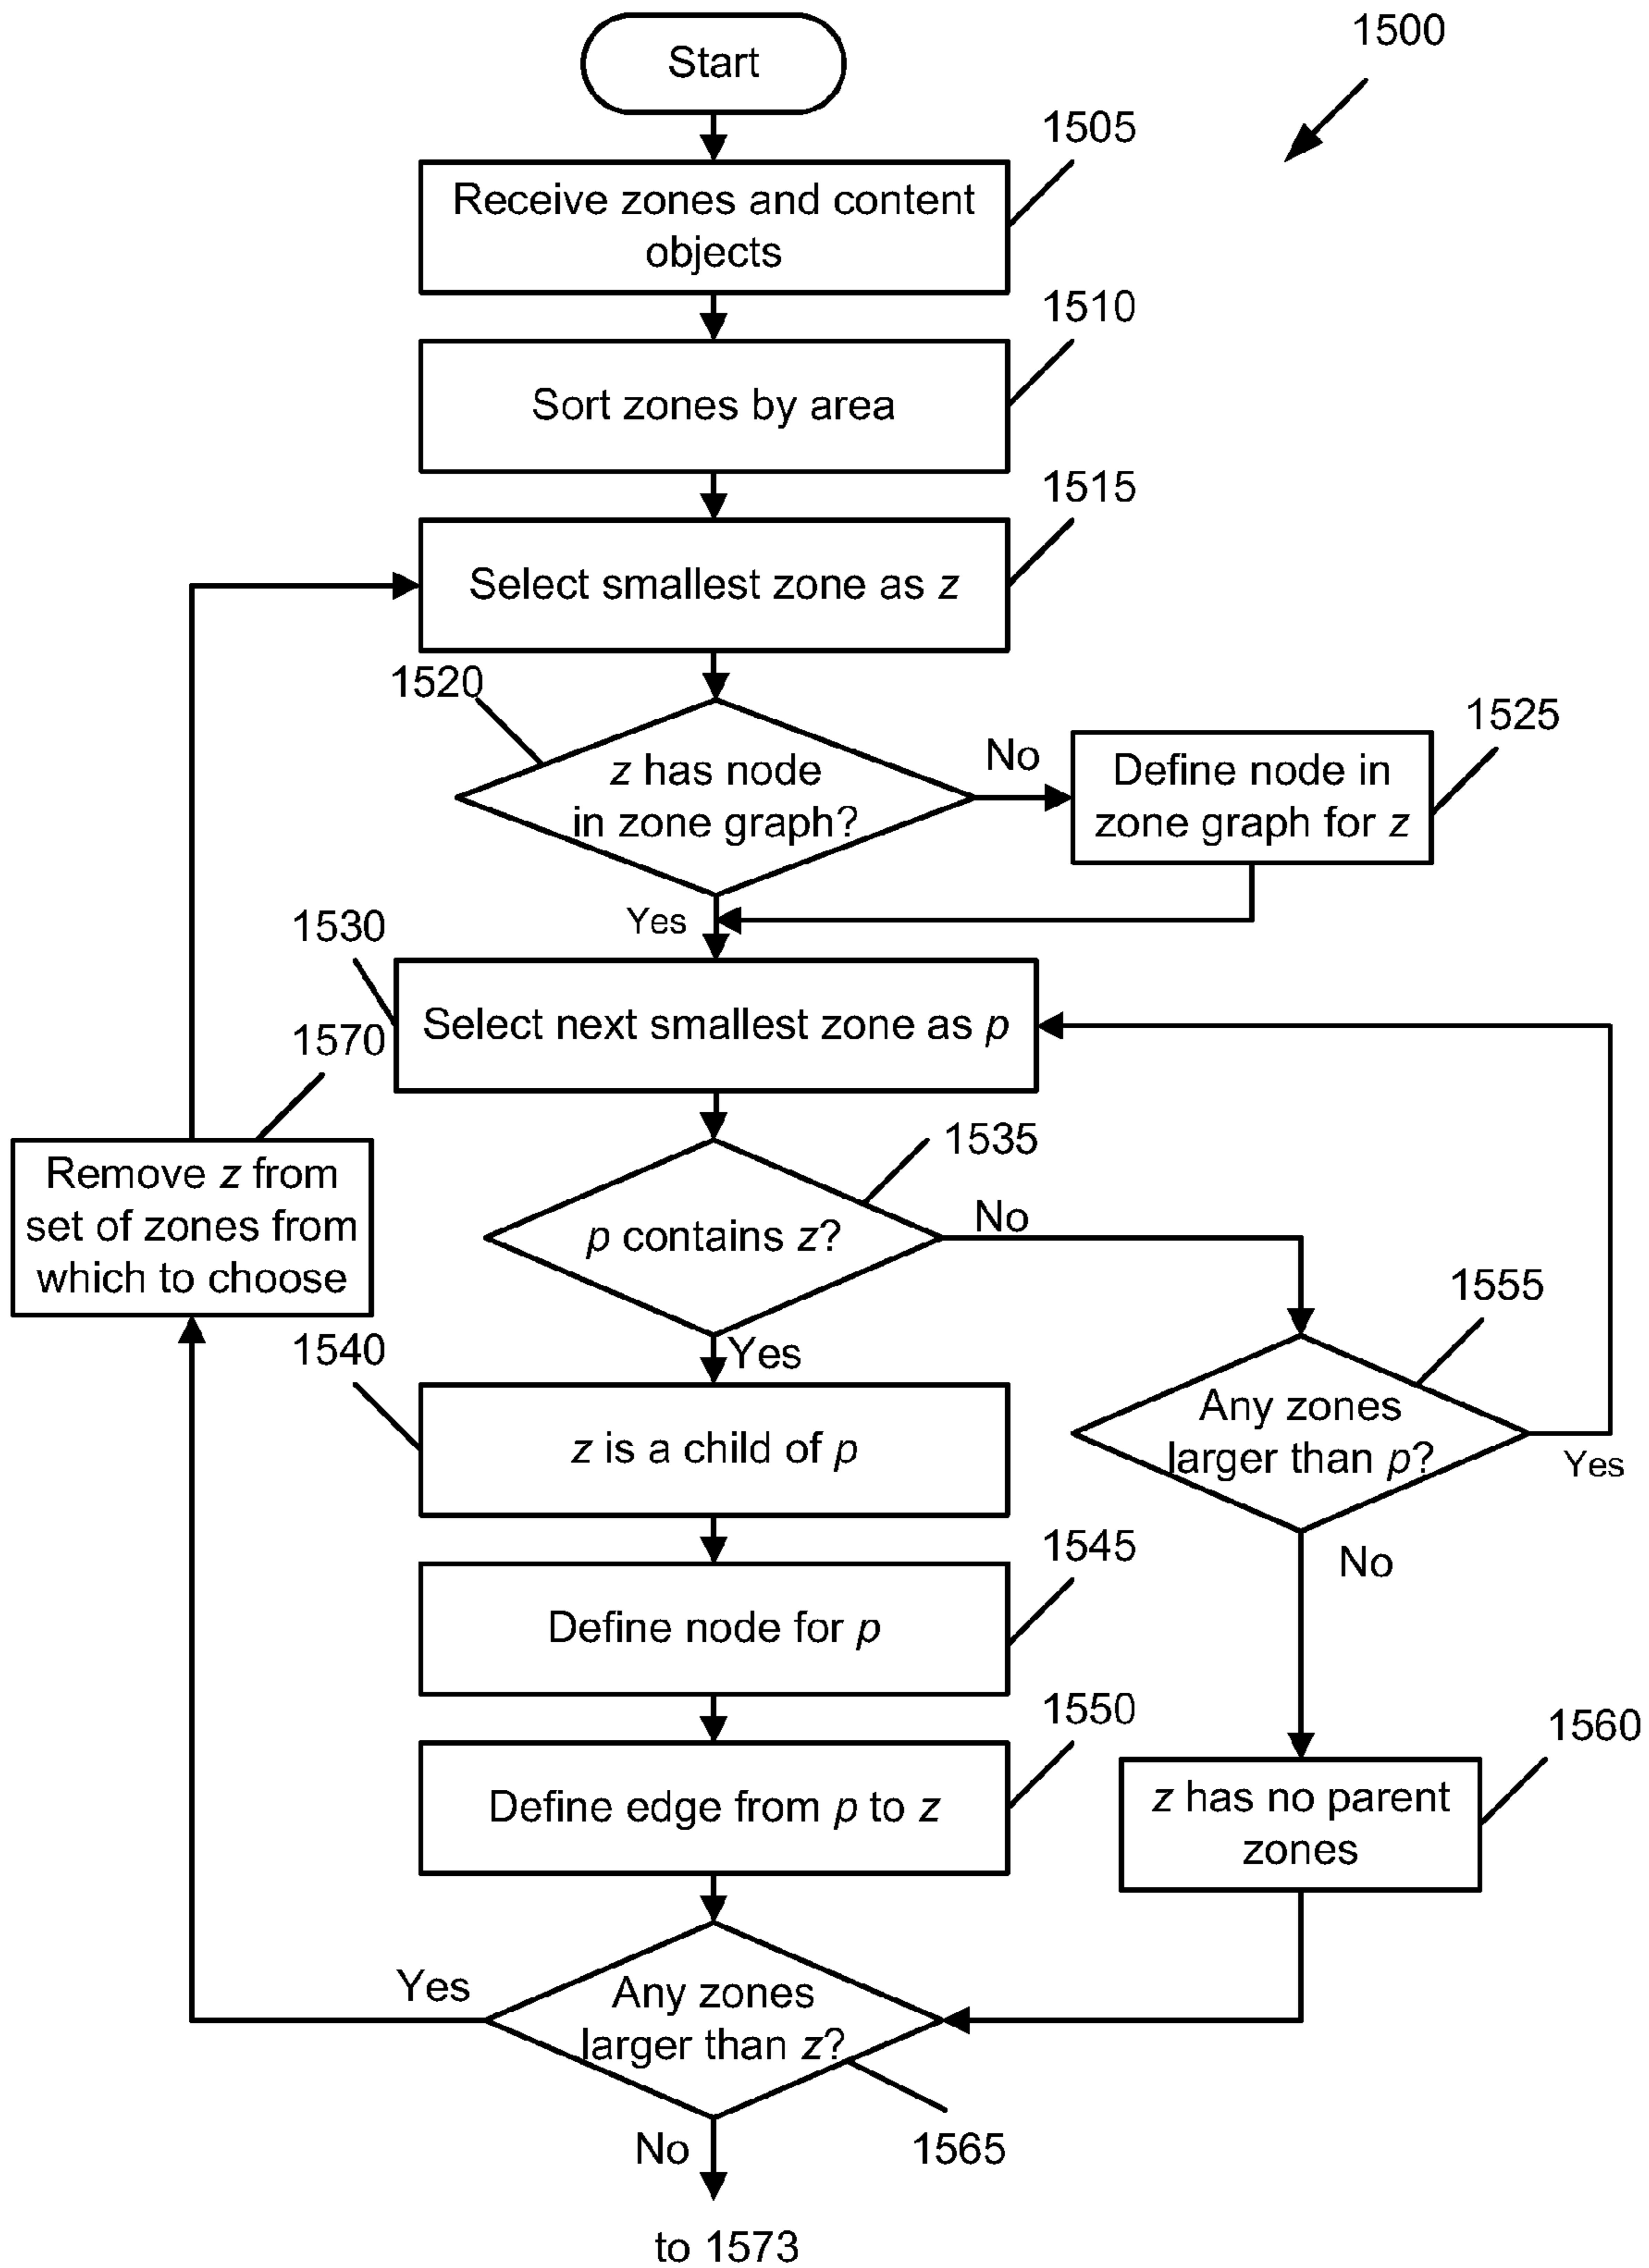 Start
1500
1505
Receive zones and content
objects
1510
Sort zones by area
1515
Select smallest zone as z
1520
z has node
in zone graph?
No
1525
Define node in
zone graph for z
Yes
1530
Select next smallest zone as p
1570
Remove z from
set of zones from
which to choose
1535
p contains z?
No
Yes
1555
Any zones
larger than p?
Yes
No
1540
z is a child of p
1545
Define node for p
1550
Define edge from p to z
1560
z has no parent
zones
Any zones
larger than z?
Yes
1565
No
to 1573